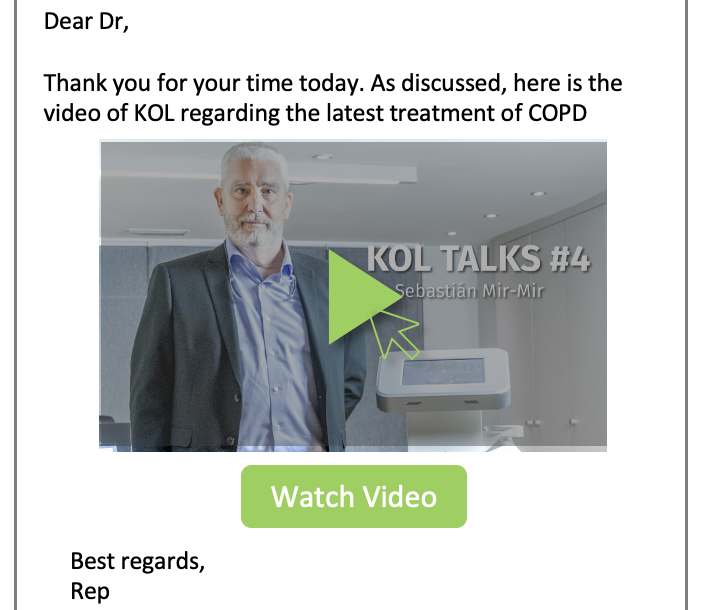 Dear Dr,
Thank you for your time today. As discussed, here is the
video of KOL regarding the latest treatment of COPD
KOL TALKS #4
Sebastián Mir-Mir
Watch Video
Best regards,
Rep